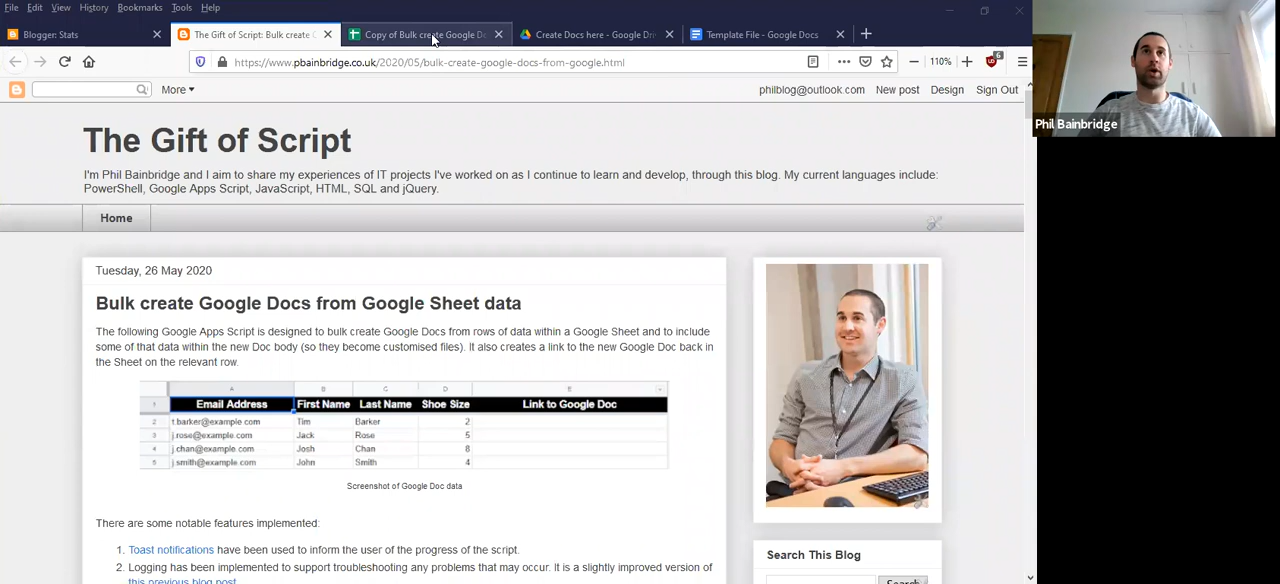 File Edit View History Bookmarks Tools Help
Blogger: Stats
The Gift of Script: Bulk create G
Copy of Bulk create Google Do
Create Docs here - Google Dri
Template File - Google Docs
https://www.pbainbridge.co.uk/2020/05/bulk-create-google-docs-from-google.html
110%
6
More
philblog@outlook.com New post Design Sign Out
Phil Bainbridge
The Gift of Script
I'm Phil Bainbridge and I aim to share my experiences of IT projects I've worked on as I continue to learn and develop, through this blog. My current languages include:
PowerShell, Google Apps Script, JavaScript, HTML, SQL and jQuery.
Home
Tuesday, 26 May 2020
Bulk create Google Docs from Google Sheet data
The following Google Apps Script is designed to bulk create Google Docs from rows of data within a Google Sheet and to include
some of that data within the new Doc body (so they become customised files). It also creates a link to the new Google Doc back in
the Sheet on the relevant row.
A B C D E
1 Email Address First Name Last Name Shoe Size Link to Google Doc
2 t.barker@example.com Tim Barker 2
3 j.rose@example.com Jack Rose 5
4 j.chan@example.com Josh Chan 8
5 j.smith@example.com John Smith 4
Screenshot of Google Doc data
There are some notable features implemented:
1. Toast notifications have been used to inform the user of the progress of the script.
2. Logging has been implemented to support troubleshooting any problems that may occur. It is a slightly improved version of
this previous blog post.
Search This Blog
Search